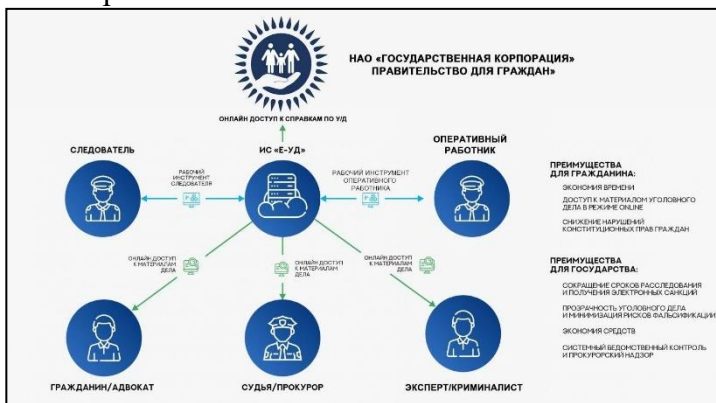 НАО «ГОСУДАРСТВЕННАЯ КОРПОРАЦИЯ»
ПРАВИТЕЛЬСТВО ДЛЯ ГРАЖДАН»
ОНЛАЙН ДОСТУП К СПРАВКАМ ПО У/Д
СЛЕДОВАТЕЛЬ
ИС «Е-УД»
ОПЕРАТИВНЫЙ
РАБОТНИК
РАБОЧИЙ
ИНСТРУМЕНТ
СЛЕДОВАТЕЛЯ
РАБОЧИЙ ИНСТРУМЕНТ
ОПЕРАТИВНОГО
РАБОТНИКА
ОНЛАЙН ДОСТУП
К МАТЕРИАЛАМ
ДЕЛА
ОНЛАЙН ДОСТУП
К МАТЕРИАЛАМ
ДЕЛА
ОНЛАЙН ДОСТУП
К МАТЕРИАЛАМ
ДЕЛА
ГРАЖДАНИН/АДВОКАТ
СУДЬЯ/ПРОКУРОР
ЭКСПЕРТ/КРИМИНАЛИСТ
ПРЕИМУЩЕСТВА
ДЛЯ ГРАЖДАНИНА:
ЭКОНОМИЯ ВРЕМЕНИ
ДОСТУП К МАТЕРИАЛОМ УГОЛОВНОГО
ДЕЛА В РЕЖИМЕ ONLINE
СНИЖЕНИЕ НАРУШЕНИЙ
КОНСТИТУЦИОННЫХ ПРАВ ГРАЖДАН
ПРЕИМУЩЕСТВА
ДЛЯ ГОСУДАРСТВА:
СОКРАЩЕНИЕ СРОКОВ РАССЛЕДОВАНИЯ
И ПОЛУЧЕНИЯ ЭЛЕКТРОННЫХ САНКЦИЙ
ПРОЗРАЧНОСТЬ УГОЛОВНОГО ДЕЛА
И МИНИМИЗАЦИЯ РИСКОВ ФАЛЬСИФИКАЦИИ
ЭКОНОМИЯ СРЕДСТВ
СИСТЕМНЫЙ ВЕДОМСТВЕННЫЙ КОНТРОЛЬ
И ПРОКУРОРСКИЙ НАДЗОР